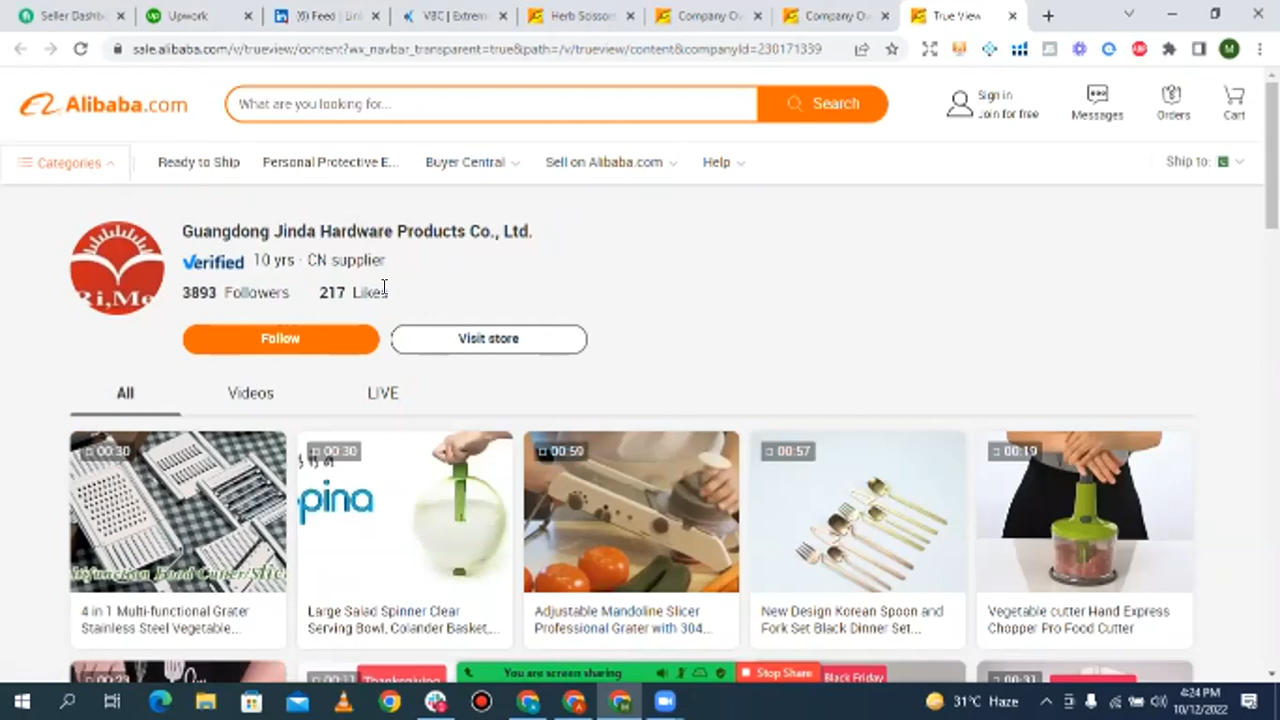 Seller Dashb
Upwork
(6) Feed | Lin
VBC | Extrem
Herb Scissor
Company Ov
Company Ov
True View
sale.alibaba.com/v/trueview/content?wx_navbar_transparent=true&path=/v/trueview/content&companyId=230171339
M
Alibaba.com
What are you looking for...
Search
Sign in
Join for free
Messages
Orders
Cart
Categories
Ready to Ship
Personal Protective E...
Buyer Central
Sell on Alibaba.com
Help
Ship to:
Guangdong Jinda Hardware Products Co., Ltd.
Verified 10 yrs · CN supplier
3893 Followers 217 Likes
Follow
Visit store
All
Videos
LIVE
00:30
00:30
pina
00:59
00:57
00:19
4 in 1 Multi-functional Grater
Stainless Steel Vegetable...
Large Salad Spinner Clear
Serving Bowl, Colander Basket,...
Adjustable Mandoline Slicer
Professional Grater with 304...
New Design Korean Spoon and
Fork Set Black Dinner Set...
Vegetable cutter Hand Express
Chopper Pro Food Cutter
Thanksgiving
You are screen sharing
Stop Share
Black Friday
31°C Haze
4:24 PM
10/12/2022